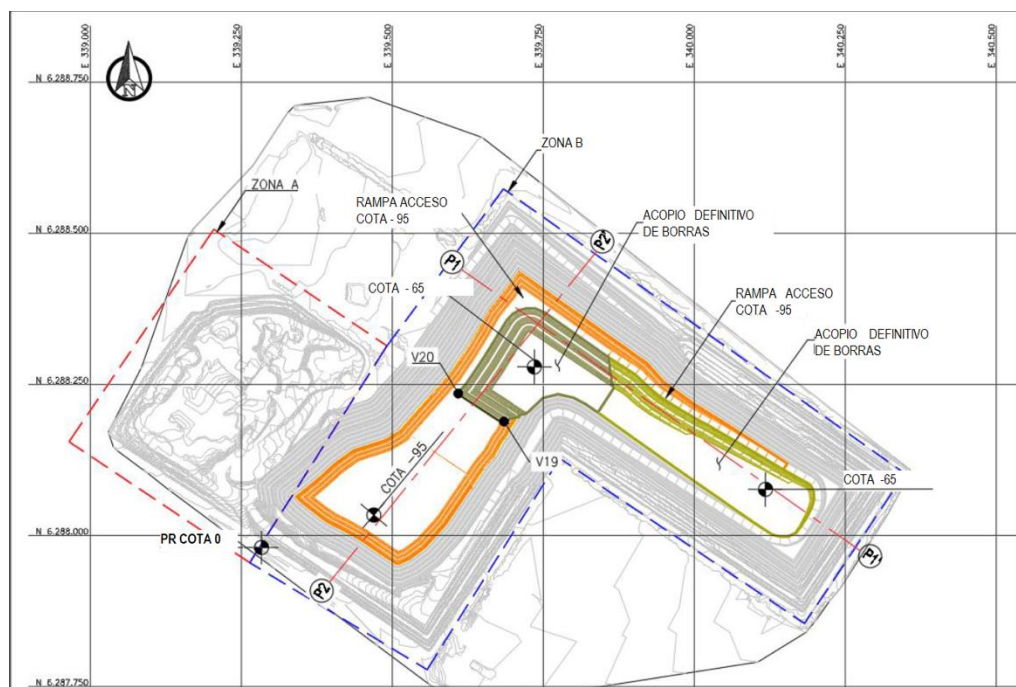 E 339.000
E 339.250
E 339.500
E 339.750
E 340.000
E 340.250
E 340.500
N 6.288.750
N
ZONA B
ZONA A
RAMPA ACCESO
COTA - 95
ACOPIO DEFINITIVO
DE BORRAS
P2'
N 6.288.500
P1
COTA - 65
RAMPA ACCESO
COTA -95
ACOPIO DEFINITIVO
DE BORRAS
V20
N 6.288.250
COTA -95
V19
COTA -65
N 6.288.000
PR COTA 0
P1'
P2
N 6.287.750